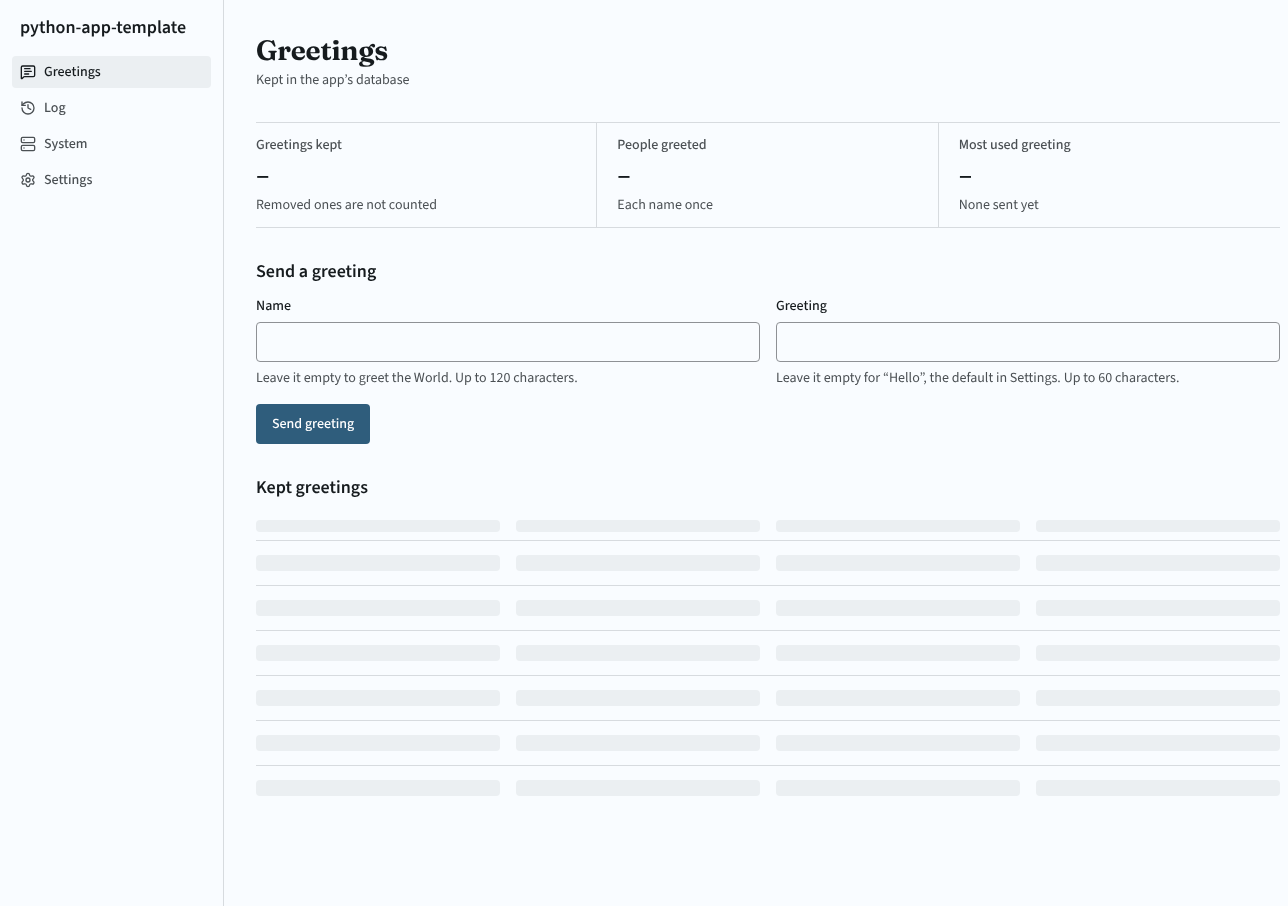 python-app-template
Greetings
Log
System
Settings
Greetings
Kept in the app’s database
Greetings kept
–
Removed ones are not counted
People greeted
–
Each name once
Most used greeting
–
None sent yet
Send a greeting
Name
Leave it empty to greet the World. Up to 120 characters.
Greeting
Leave it empty for “Hello”, the default in Settings. Up to 60 characters.
Send greeting
Kept greetings